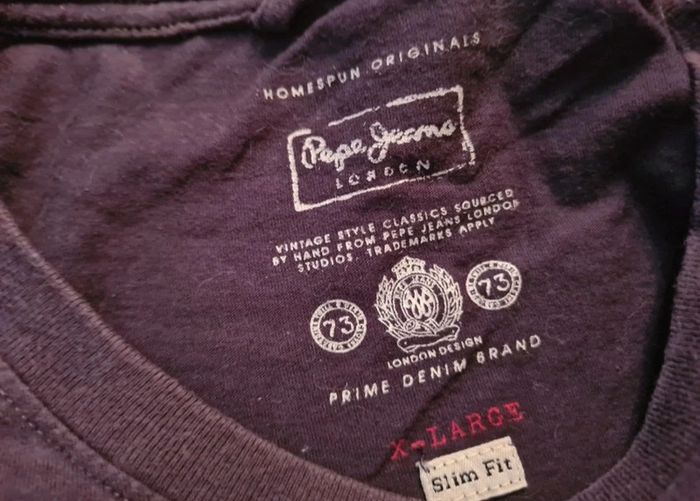 HOMESPUN ORIGINALS
Pepe Jeans
LONDON
VINTAGE STYLE CLASSICS SOURCED
BY HAND FROM PEPE JEANS LONDON
STUDIOS. TRADEMARKS APPLY
73
73
LONDON DESIGN
PRIME DENIM BRAND
X-LARGE
Slim Fit